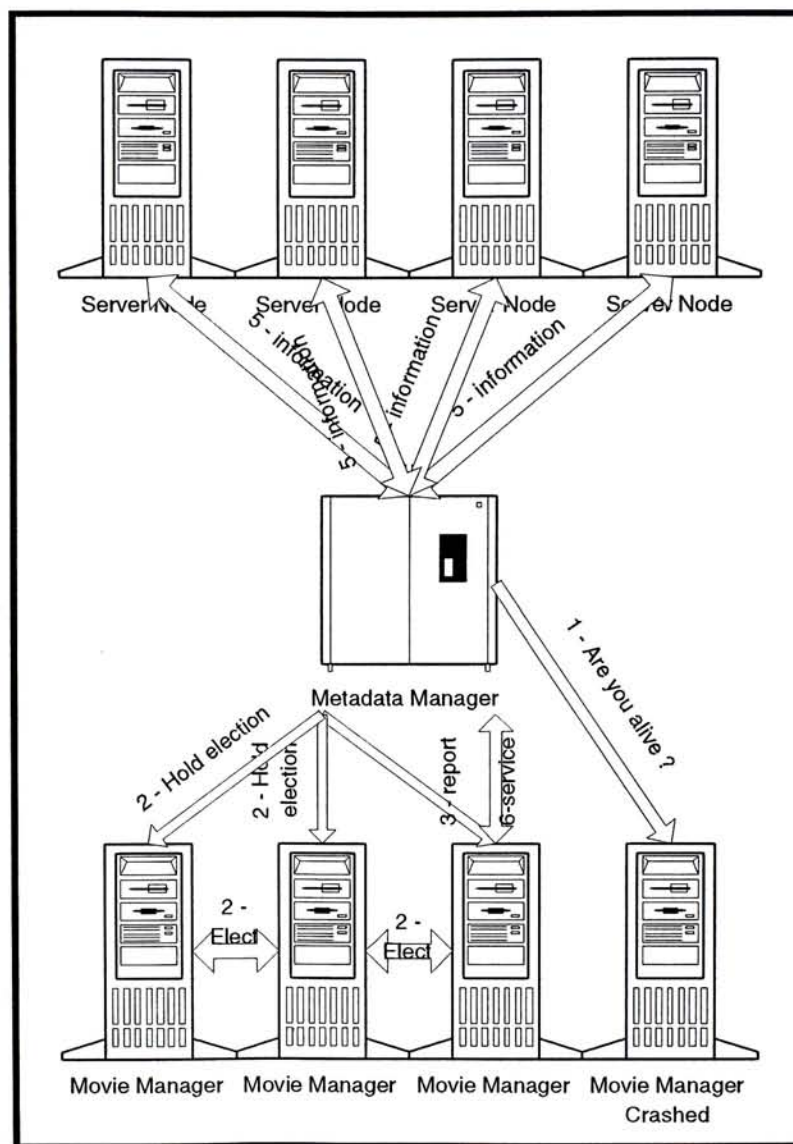 Server Node
Server Node
Server Node
Server Node
5 - information
5 - information
- information
5 - information
Metadata Manager
1 - Are you alive ?
2 - Hold election
2 - Hold
election
3 - report
6-service
2 -
Elect
2 -
Elect
Movie Manager
Movie Manager
Movie Manager
Movie Manager
Crashed